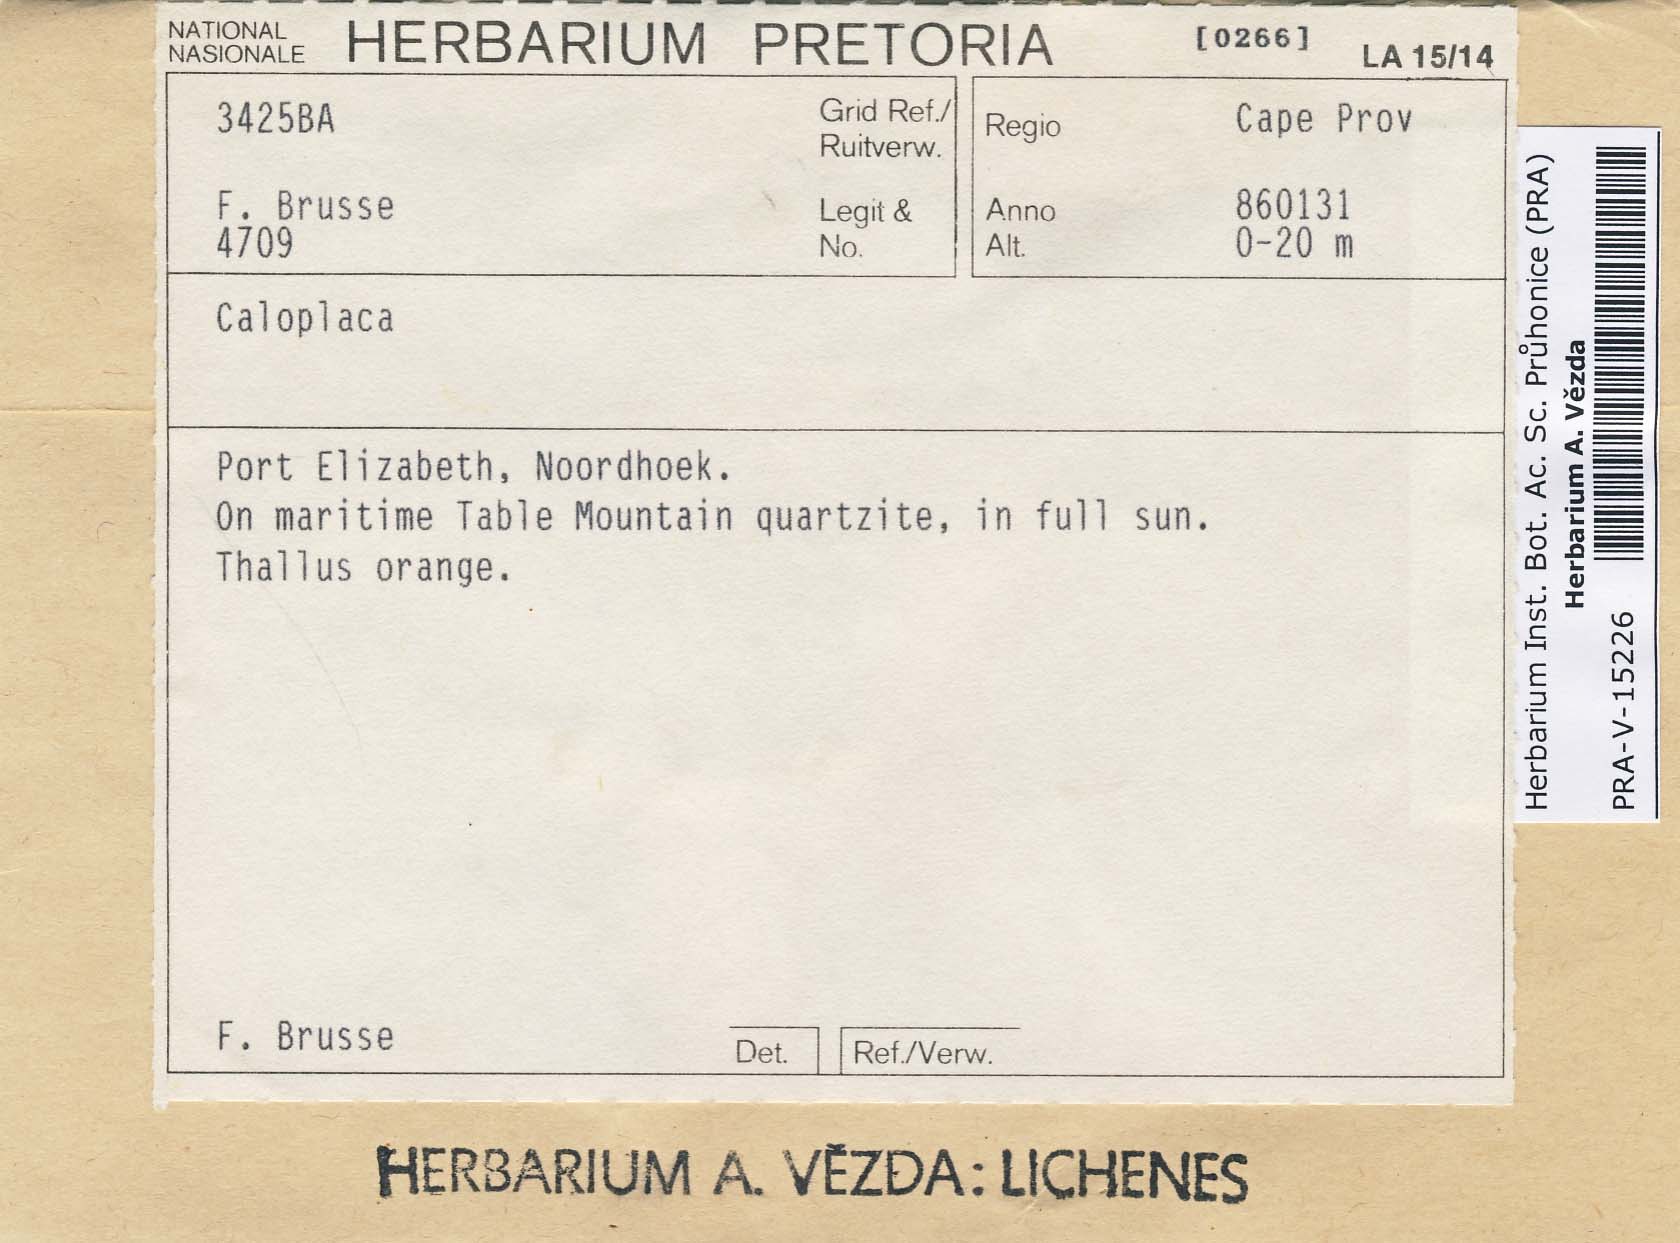 NATIONAL
NASIONALE
HERBARIUM PRETORIA
[0266]
LA 15/14
3425BA
Grid Ref./
Ruitverw.
Regio
Cape Prov
F. Brusse
4709
Legit &
No.
Anno
860131
Alt.
0-20 m
Caloplaca
Port Elizabeth, Noordhoek.
On maritime Table Mountain quartzite, in full sun.
Thallus orange.
F. Brusse
Det.
Ref./Verw.
HERBARIUM A. VĚZDA: LICHENES
Herbarium Inst. Bot. Ac. Sc. Průhonice (PRA)
Herbarium A. Vězda
PRA-V-15226